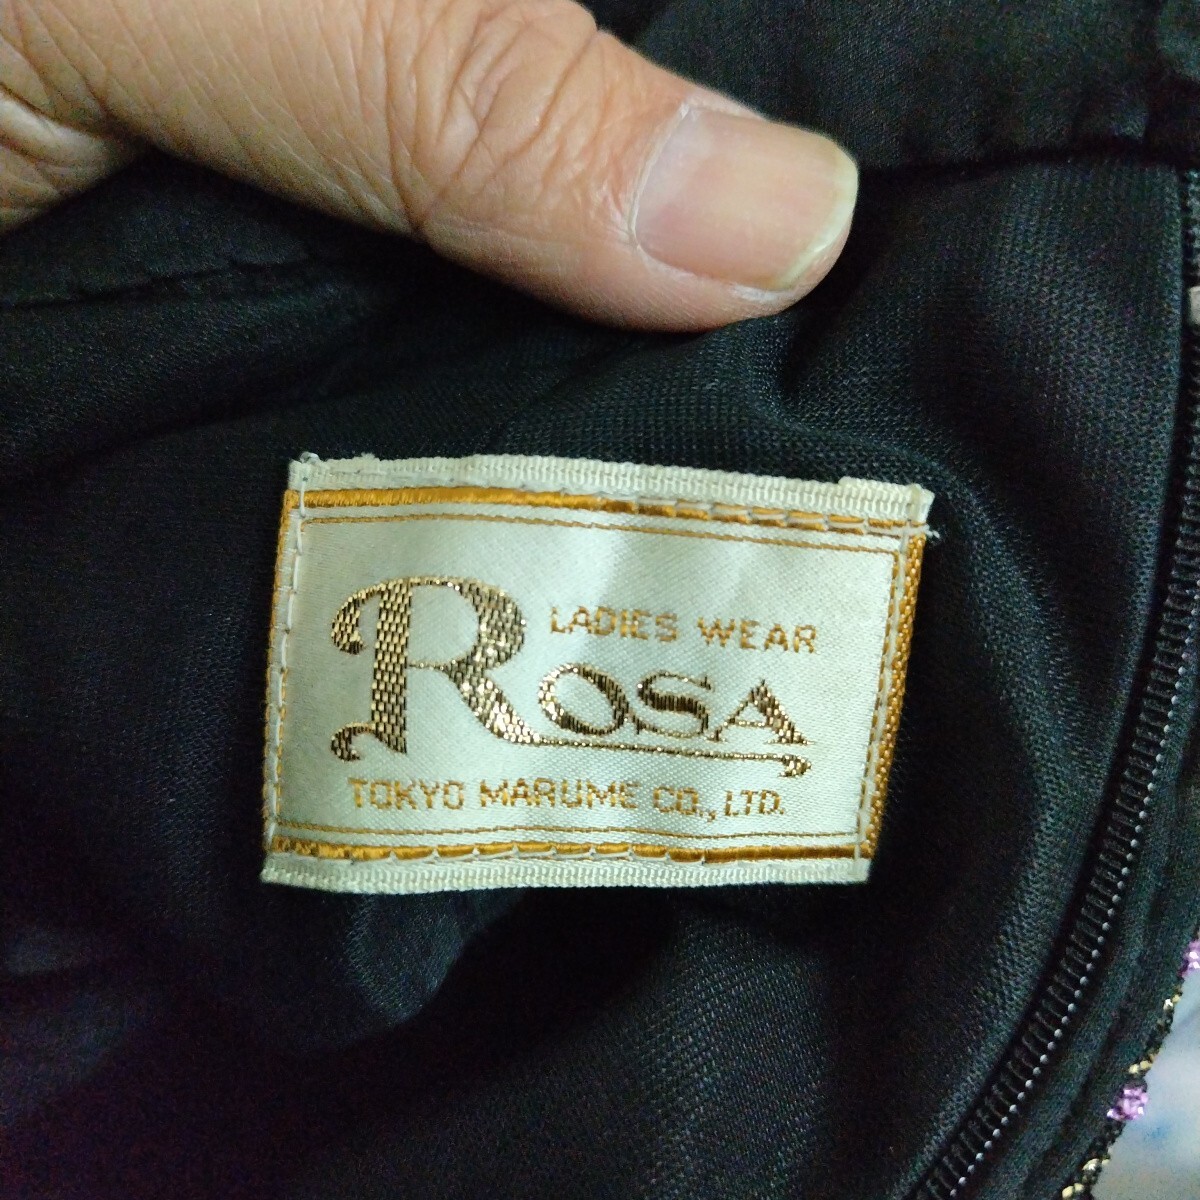 LADIES WEAR
ROSA
TOKYO MARUME CO., LTD.